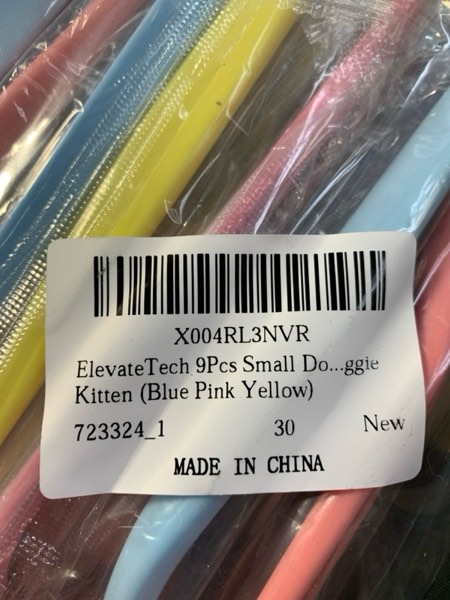 X004RL3NVR
ElevateTech 9Pcs Small Do...ggie
Kitten (Blue Pink Yellow)
723324_1 30 New
MADE IN CHINA